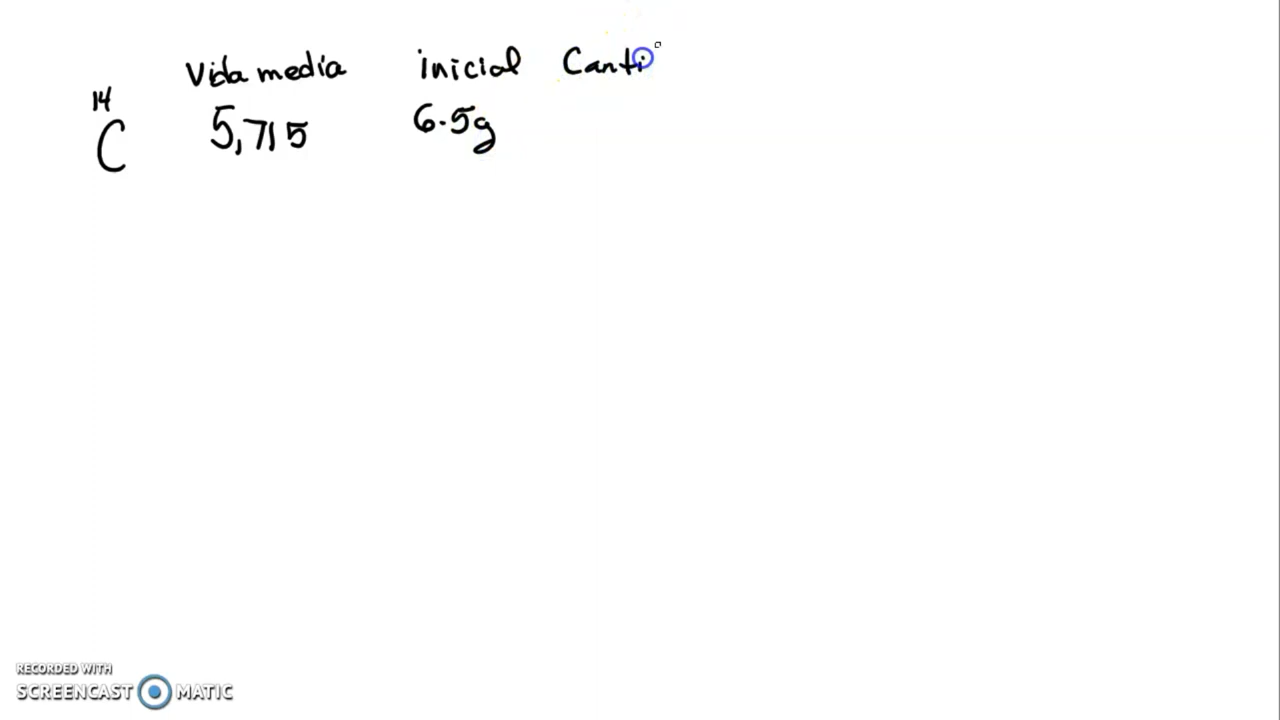 Vida media inicial Canti
14
C 5,715 6.5g
RECORDED WITH
SCREENCAST MATIC